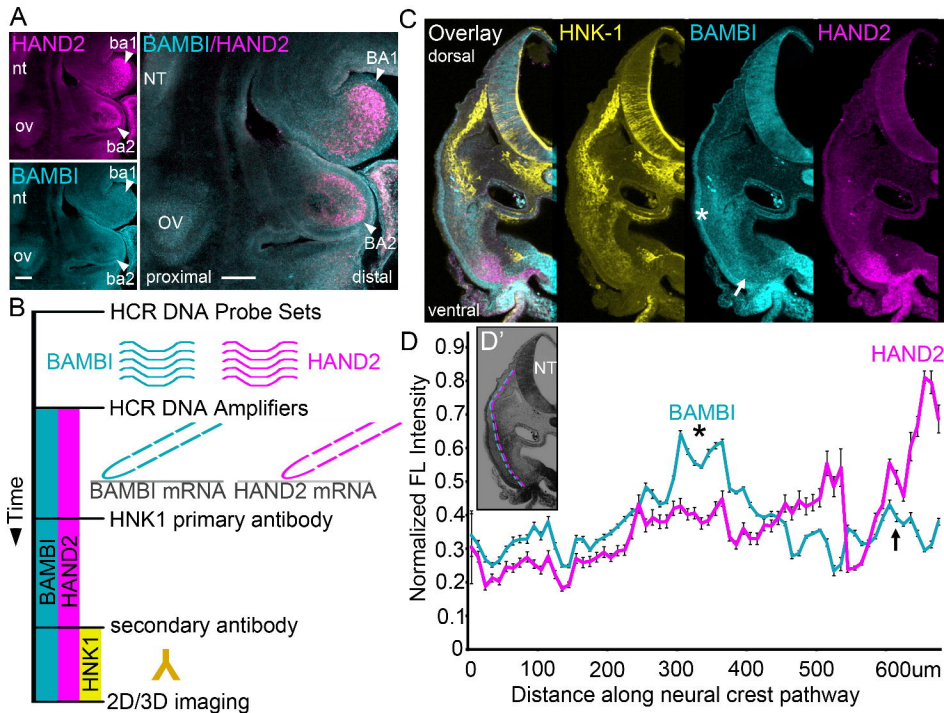 A
HAND2
ba1
nt
ov
ba2
BAMBI
ba1
nt
ov
ba2
BAMBI/HAND2
NT
BA1
OV
BA2
proximal
distal
B
HCR DNA Probe Sets
BAMBI
HAND2
HCR DNA Amplifiers
BAMBI mRNA
HAND2 mRNA
HNK1 primary antibody
Time
BAMBI
HAND2
secondary antibody
HNK1
2D/3D imaging
C
Overlay
dorsal
ventral
HNK-1
BAMBI
*
HAND2
D
D'
NT
HAND2
BAMBI
*
Normalized FL Intensity
0.9
0.8
0.7
0.6
0.5
0.4
0.3
0.2
0.1
0
0 100 200 300 400 500 600um
Distance along neural crest pathway